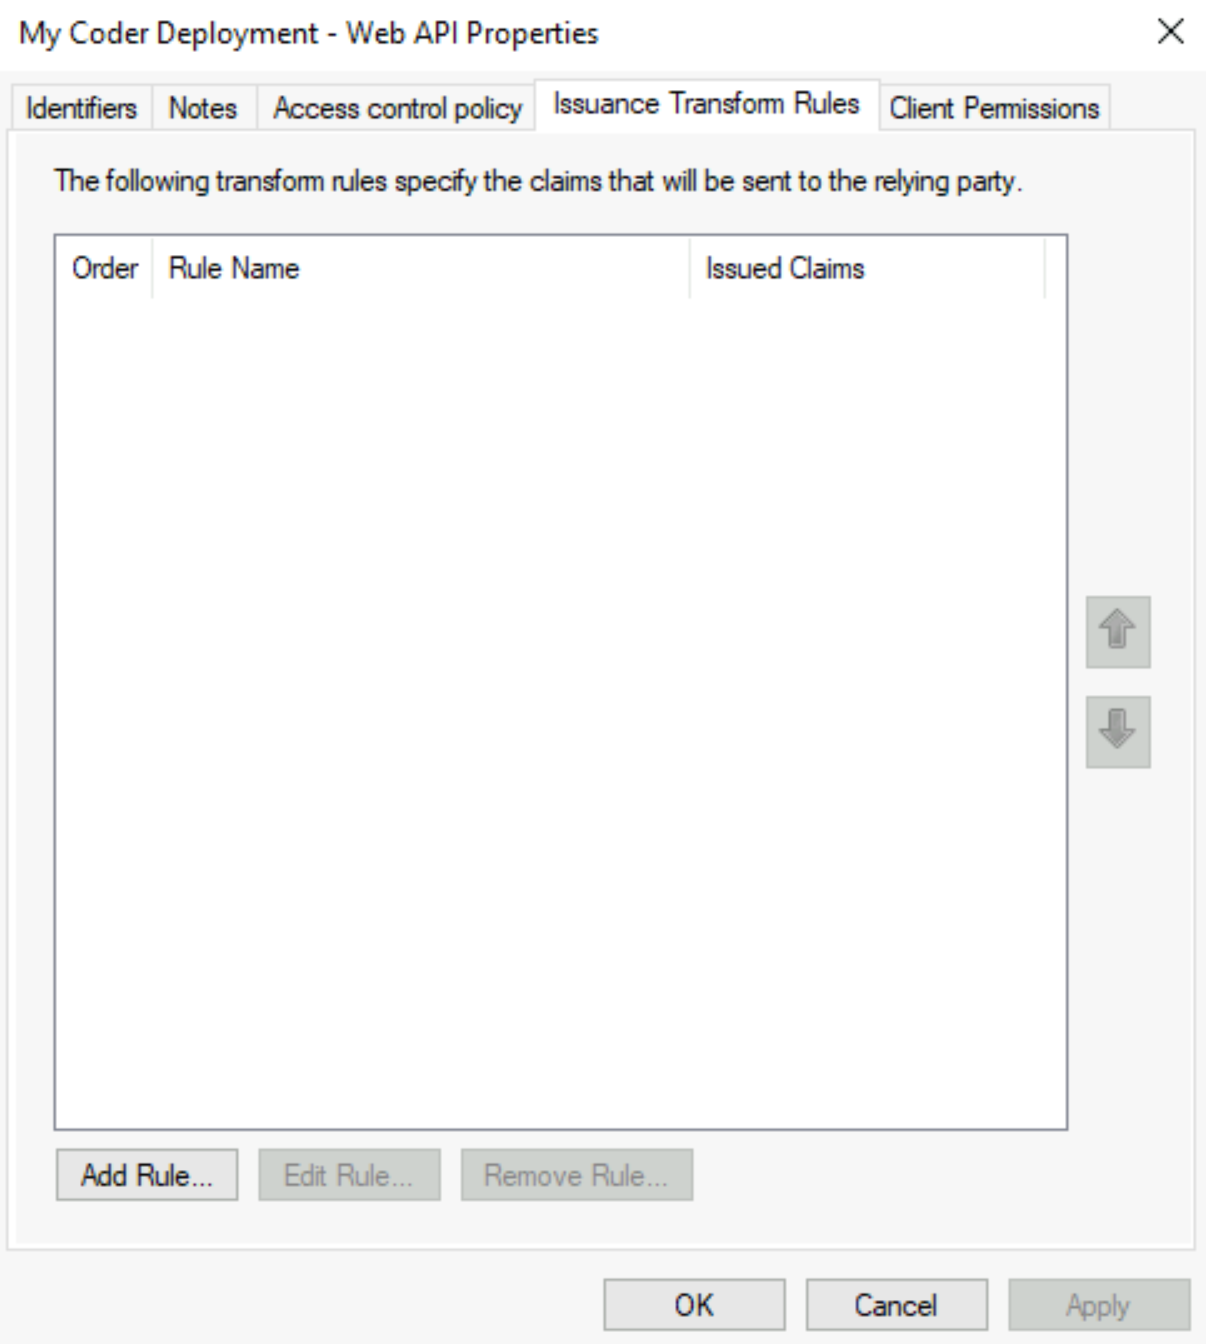 My Coder Deployment - Web API Properties
Identifiers Notes Access control policy Issuance Transform Rules Client Permissions
The following transform rules specify the claims that will be sent to the relying party.
Order Rule Name Issued Claims
Add Rule... Edit Rule... Remove Rule...
OK Cancel Apply